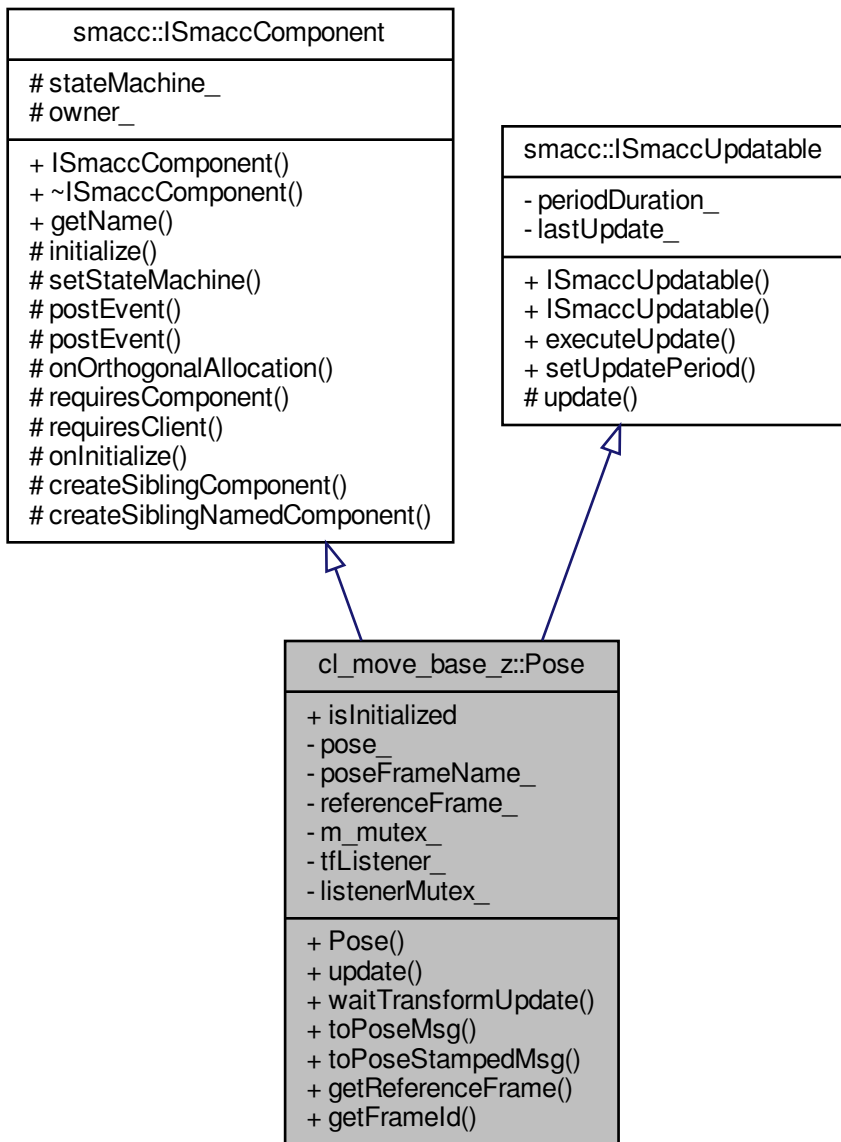 smacc::ISmaccComponent
# stateMachine_
# owner_
+ ISmaccComponent()
+ ~ISmaccComponent()
+ getName()
# initialize()
# setStateMachine()
# postEvent()
# postEvent()
# onOrthogonalAllocation()
# requiresComponent()
# requiresClient()
# onInitialize()
# createSiblingComponent()
# createSiblingNamedComponent()
smacc::ISmaccUpdatable
- periodDuration_
- lastUpdate_
+ ISmaccUpdatable()
+ ISmaccUpdatable()
+ executeUpdate()
+ setUpdatePeriod()
# update()
cl_move_base_z::Pose
+ isInitialized
- pose_
- poseFrameName_
- referenceFrame_
- m_mutex_
- tfListener_
- listenerMutex_
+ Pose()
+ update()
+ waitTransformUpdate()
+ toPoseMsg()
+ toPoseStampedMsg()
+ getReferenceFrame()
+ getFrameId()